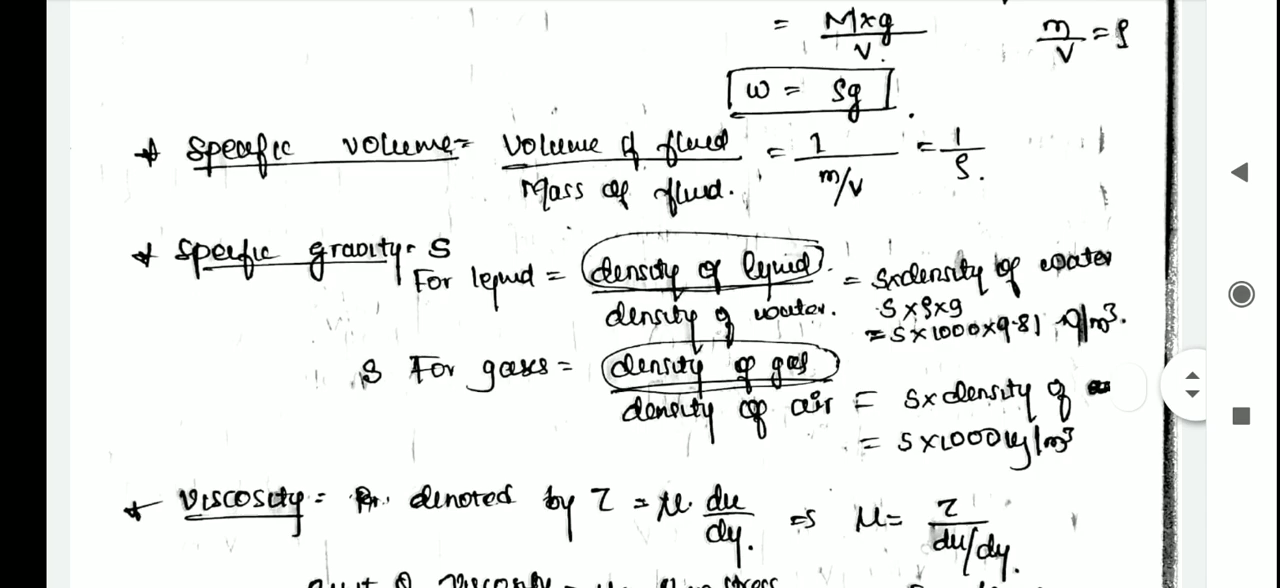 = M×g / V   m/V = ρ
w = ρg
Specific volume = Volume of fluid / Mass of fluid. = 1 / m/V = 1/ρ.
Specific gravity = S
For liquid = density of liquid / density of water. = S×density of water
S×ρ×g
= S×1000×9.81 N/m³.
S For gases = density of gas / density of air = S×density of
= S×1000 kg/m³
Viscosity = denoted by τ = μ. du/dy. ⇒ μ = τ / du/dy.